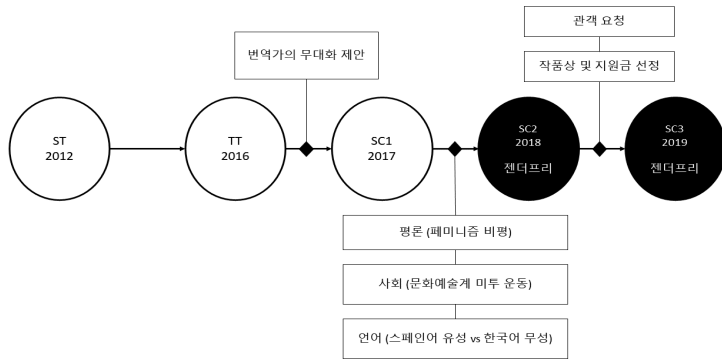 관객 요청
번역가의 무대화 제안
작품상 및 지원금 선정
ST
2012
TT
2016
SC1
2017
SC2
2018
젠더프리
SC3
2019
젠더프리
평론 (페미니즘 비평)
사회 (문화예술계 미투 운동)
언어 (스페인어 유성 vs 한국어 무성)